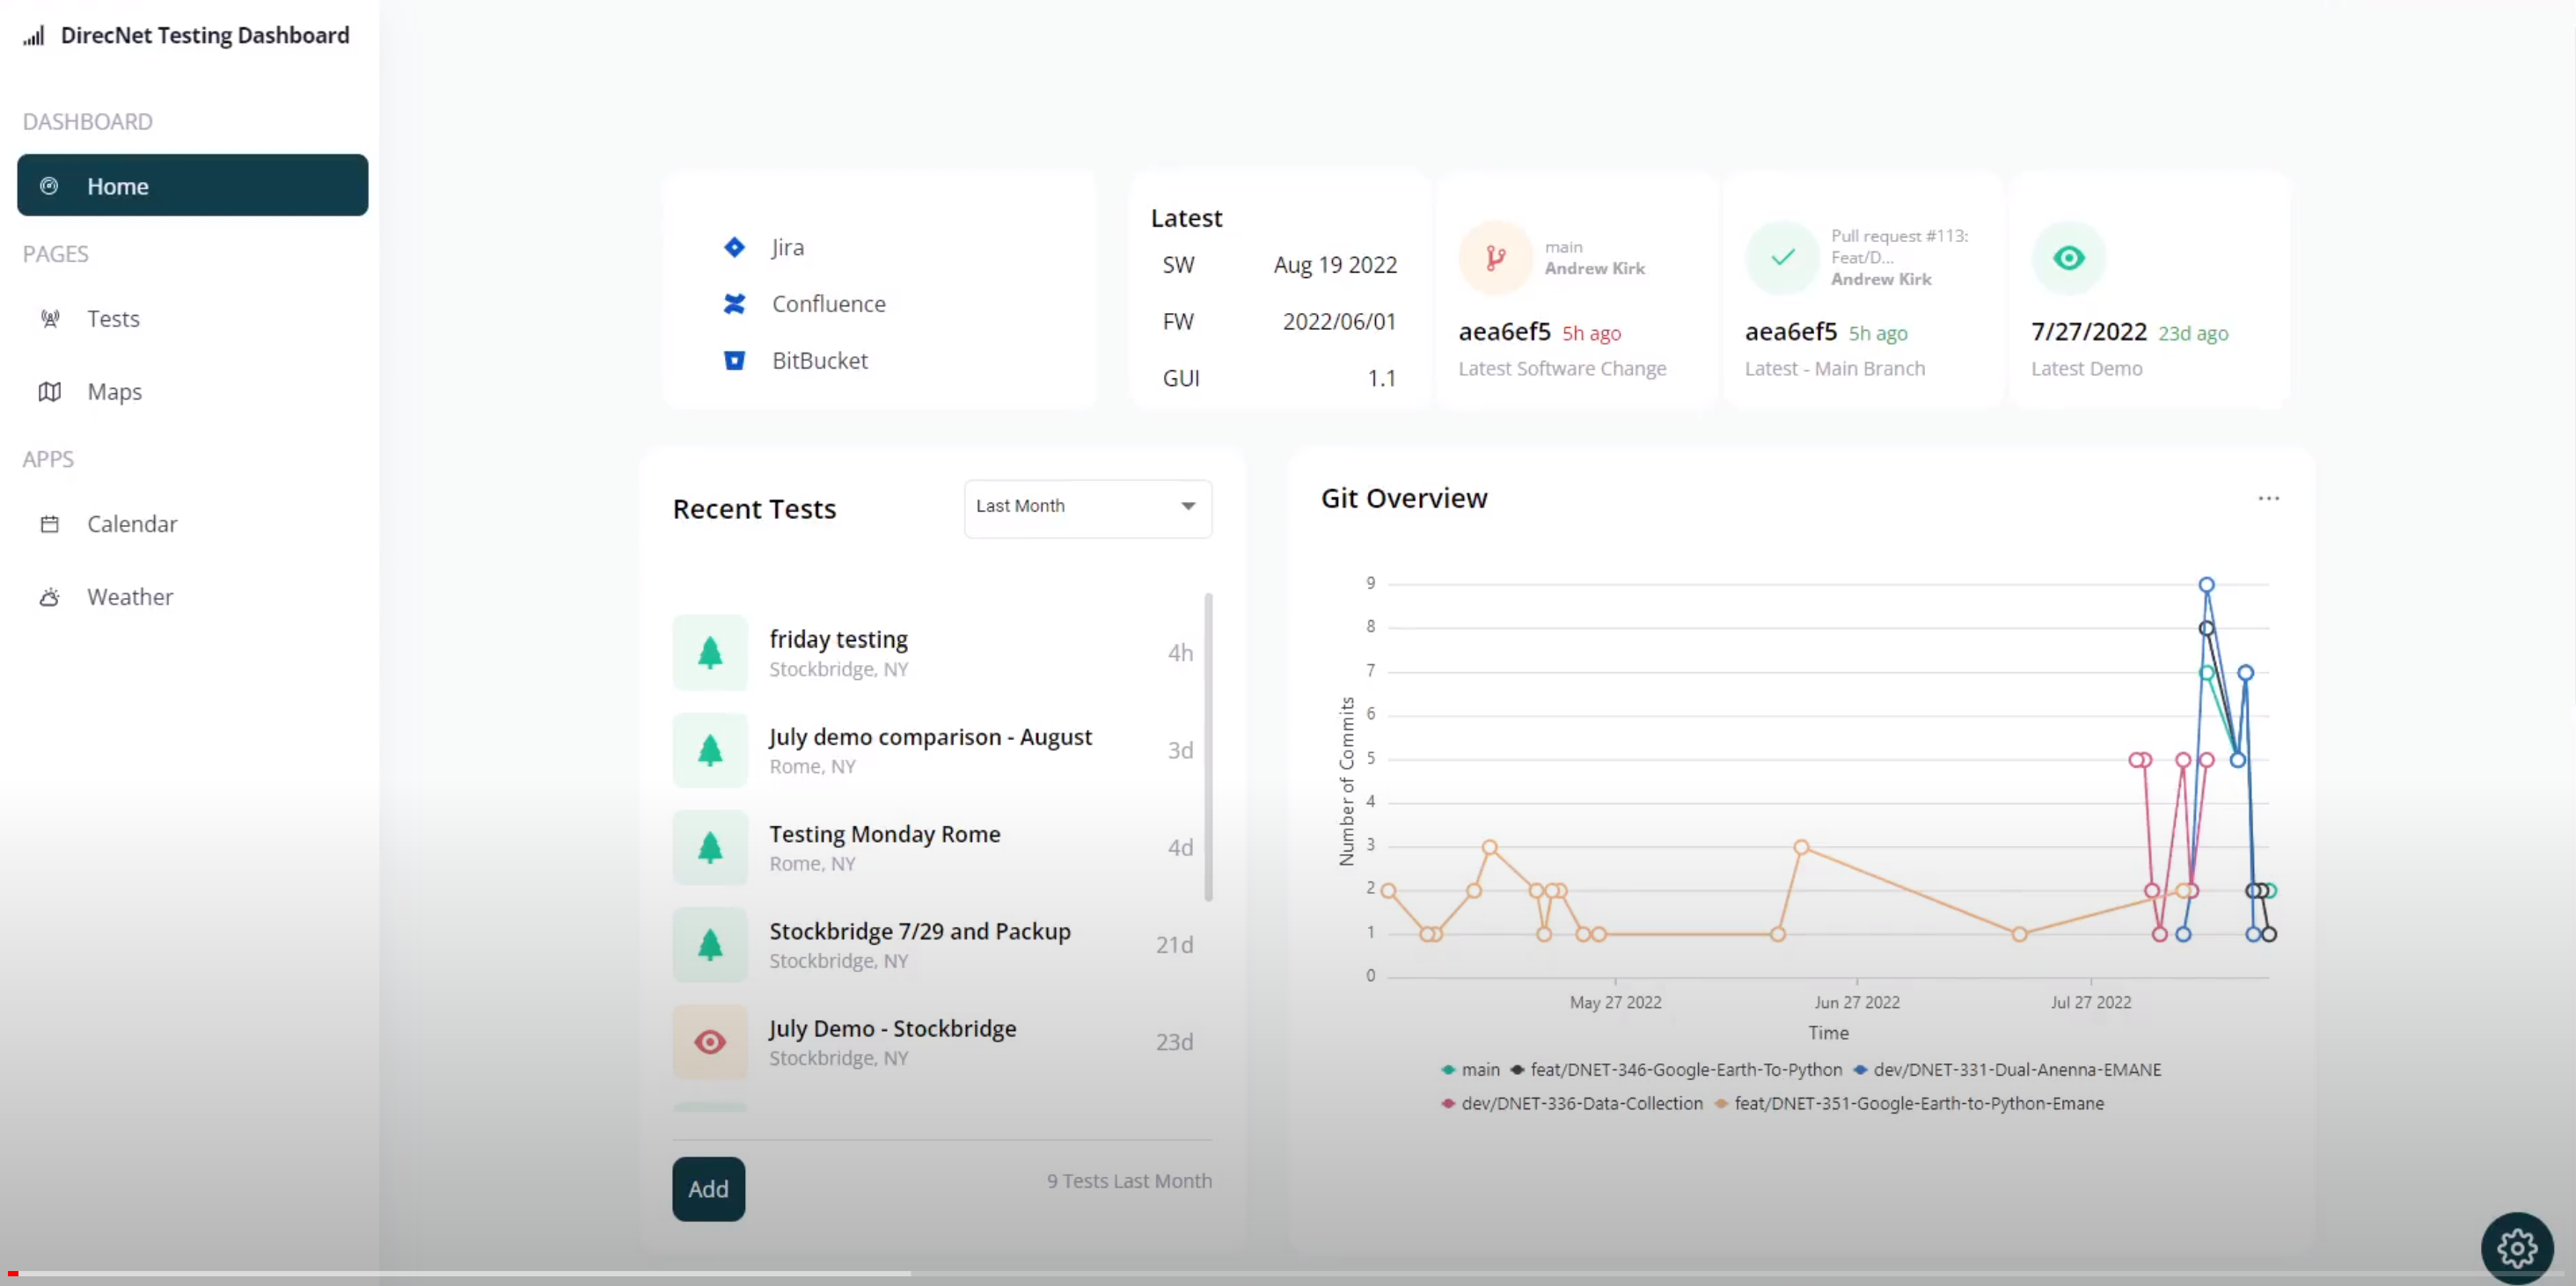 DirecNet Testing Dashboard
DASHBOARD
Home
PAGES
Tests
Maps
APPS
Calendar
Weather
Jira
Confluence
BitBucket
Latest
SW Aug 19 2022
FW 2022/06/01
GUI 1.1
main
Andrew Kirk
aea6ef5 5h ago
Latest Software Change
Pull request #113:
Feat/D...
Andrew Kirk
aea6ef5 5h ago
Latest - Main Branch
7/27/2022 23d ago
Latest Demo
Recent Tests
Last Month
friday testing
Stockbridge, NY
4h
July demo comparison - August
Rome, NY
3d
Testing Monday Rome
Rome, NY
4d
Stockbridge 7/29 and Packup
Stockbridge, NY
21d
July Demo - Stockbridge
Stockbridge, NY
23d
Add
9 Tests Last Month
Git Overview
...
Number of Commits
9
8
7
6
5
4
3
2
1
0
May 27 2022 Jun 27 2022 Jul 27 2022
Time
main feat/DNET-346-Google-Earth-To-Python dev/DNET-331-Dual-Anenna-EMANE
dev/DNET-336-Data-Collection feat/DNET-351-Google-Earth-to-Python-Emane